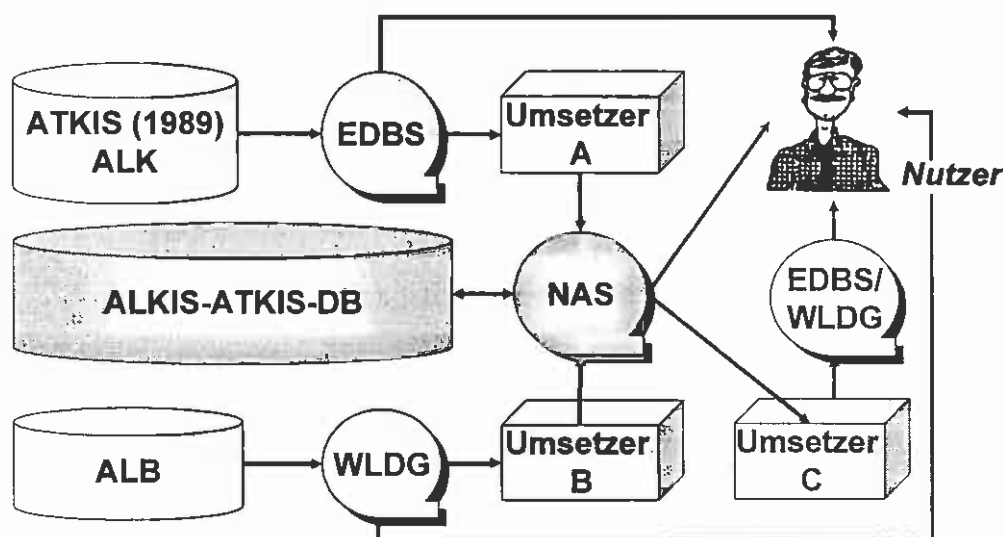 ATKIS (1989)
ALK
EDBS
Umsetzer
A
Nutzer
ALKIS-ATKIS-DB
NAS
EDBS/
WLDG
ALB
WLDG
Umsetzer
B
Umsetzer
C